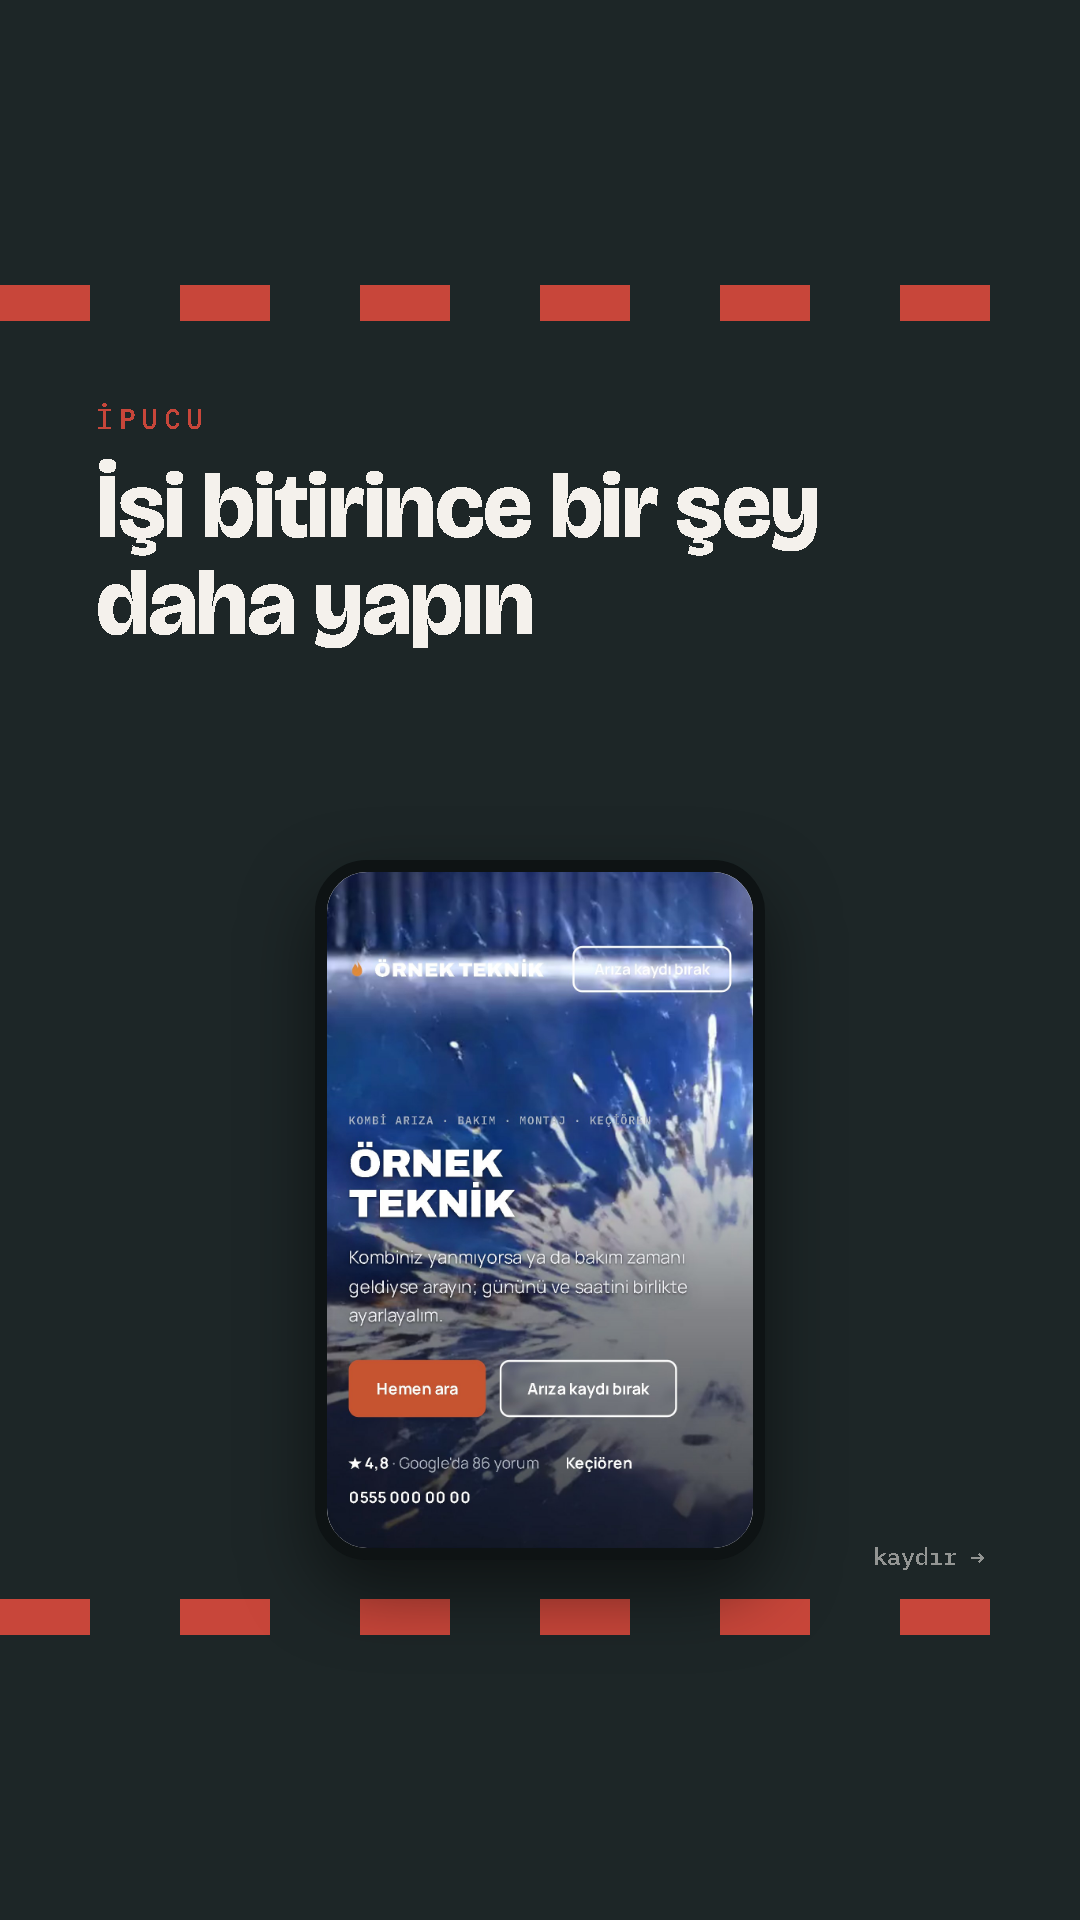 İPUCU
İşi bitirince bir şey
daha yapın
ÖRNEK TEKNİK
Arıza kaydı bırak
KOMBİ ARIZA · BAKIM · MONTAJ · KEÇİÖREN
ÖRNEK
TEKNİK
Kombiniz yanmıyorsa ya da bakım zamanı
geldiyse arayın; gününü ve saatini birlikte
ayarlayalım.
Hemen ara
Arıza kaydı bırak
★ 4,8 · Google'da 86 yorum Keçiören
0555 000 00 00
kaydır →